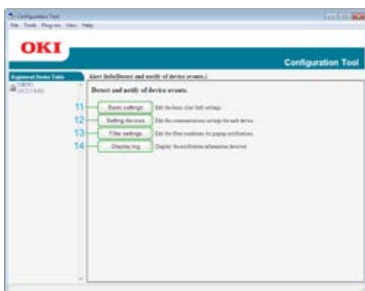 Configuration Tool
File Tools Plug-ins View Help
OKI
Configuration Tool
Registered Device Table
Alert Info(Detect and notify of device events.)
Detect and notify of device events.
11 Basic settings Edit the basic Alert Info settings.
12 Setting devices Edit the communications settings for each device
13 Filter settings Edit the filter conditions for popup notifications.
14 Display log Display the notification information detected